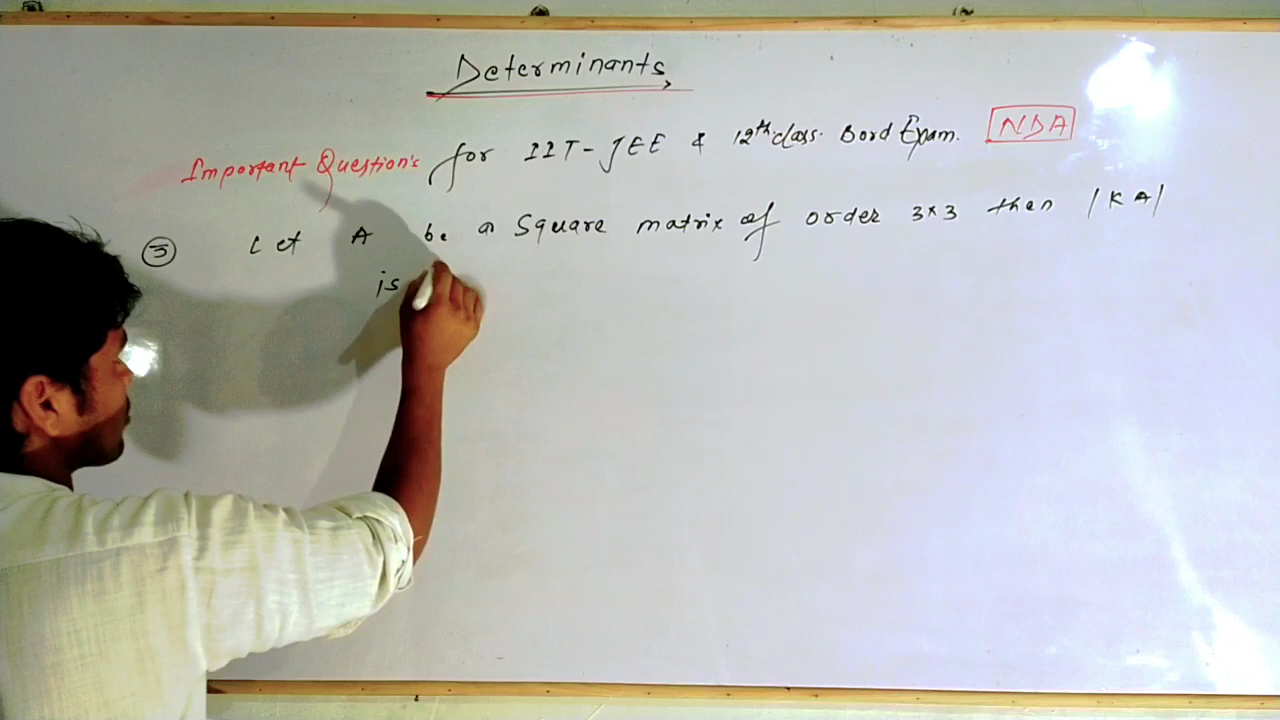 Determinants
Important Question's for IIT-JEE & 12th class. Bord Exam. NDA
3 Let A be a Square matrix of order 3×3 then |KA|
is